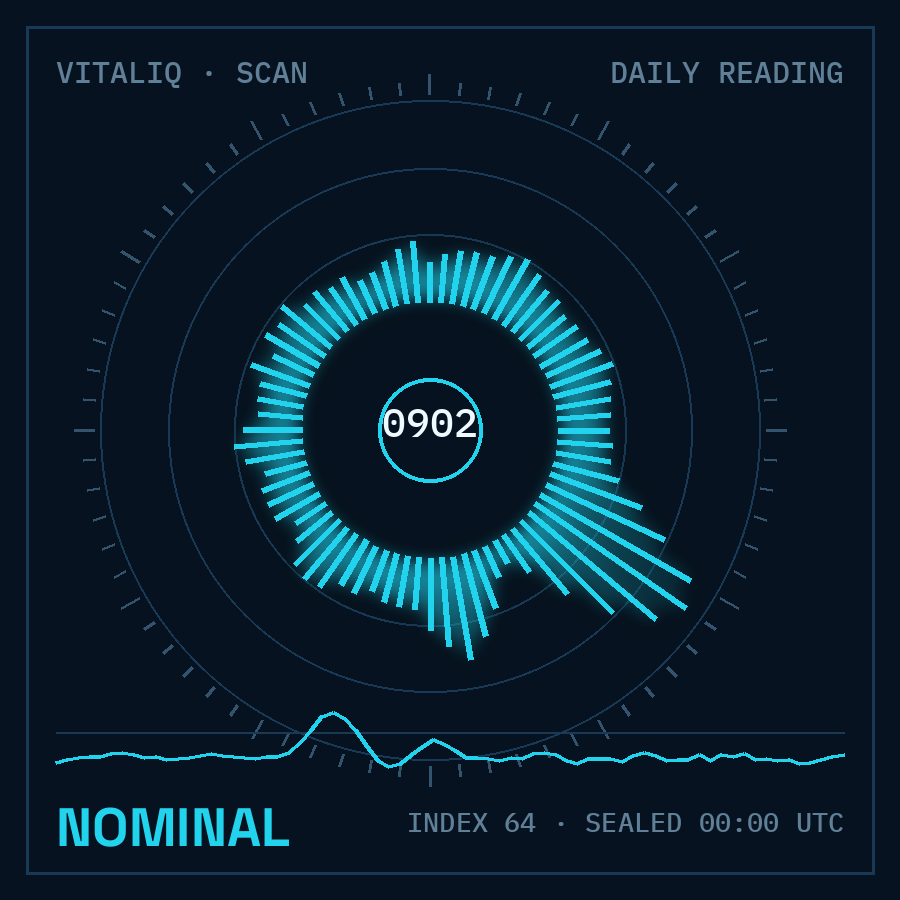 VITALIQ · SCAN
DAILY READING
0902
NOMINAL
INDEX 64 · SEALED 00:00 UTC